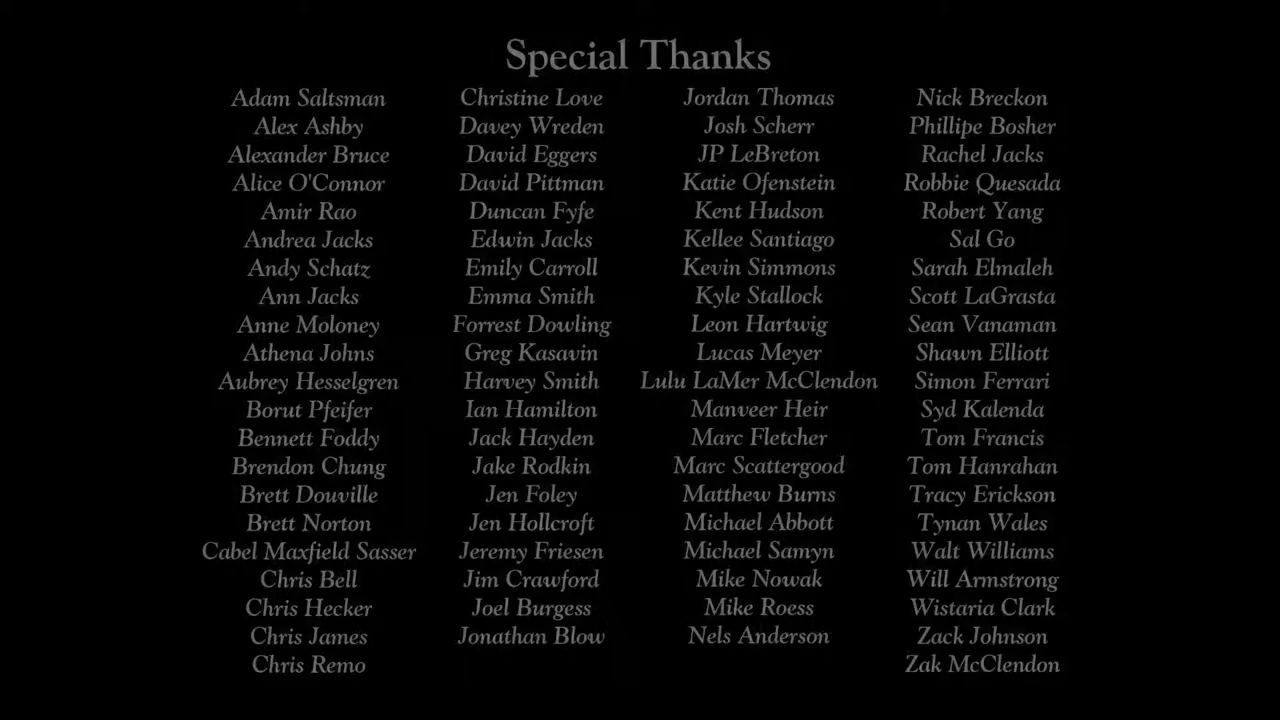 Special Thanks
Adam Saltsman
Alex Ashby
Alexander Bruce
Alice O'Connor
Amir Rao
Andrea Jacks
Andy Schatz
Ann Jacks
Anne Moloney
Athena Johns
Aubrey Hesselgren
Borut Pfeifer
Bennett Foddy
Brendon Chung
Brett Douville
Brett Norton
Cabel Maxfield Sasser
Chris Bell
Chris Hecker
Chris James
Chris Remo
Christine Love
Davey Wreden
David Eggers
David Pittman
Duncan Fyfe
Edwin Jacks
Emily Carroll
Emma Smith
Forrest Dowling
Greg Kasavin
Harvey Smith
Ian Hamilton
Jack Hayden
Jake Rodkin
Jen Foley
Jen Hollcroft
Jeremy Friesen
Jim Crawford
Joel Burgess
Jonathan Blow
Jordan Thomas
Josh Scherr
JP LeBreton
Katie Ofenstein
Kent Hudson
Kellee Santiago
Kevin Simmons
Kyle Stallock
Leon Hartwig
Lucas Meyer
Lulu LaMer McClendon
Manveer Heir
Marc Fletcher
Marc Scattergood
Matthew Burns
Michael Abbott
Michael Samyn
Mike Nowak
Mike Roess
Nels Anderson
Nick Breckon
Phillipe Bosher
Rachel Jacks
Robbie Quesada
Robert Yang
Sal Go
Sarah Elmaleh
Scott LaGrasta
Sean Vanaman
Shawn Elliott
Simon Ferrari
Syd Kalenda
Tom Francis
Tom Hanrahan
Tracy Erickson
Tynan Wales
Walt Williams
Will Armstrong
Wistaria Clark
Zack Johnson
Zak McClendon